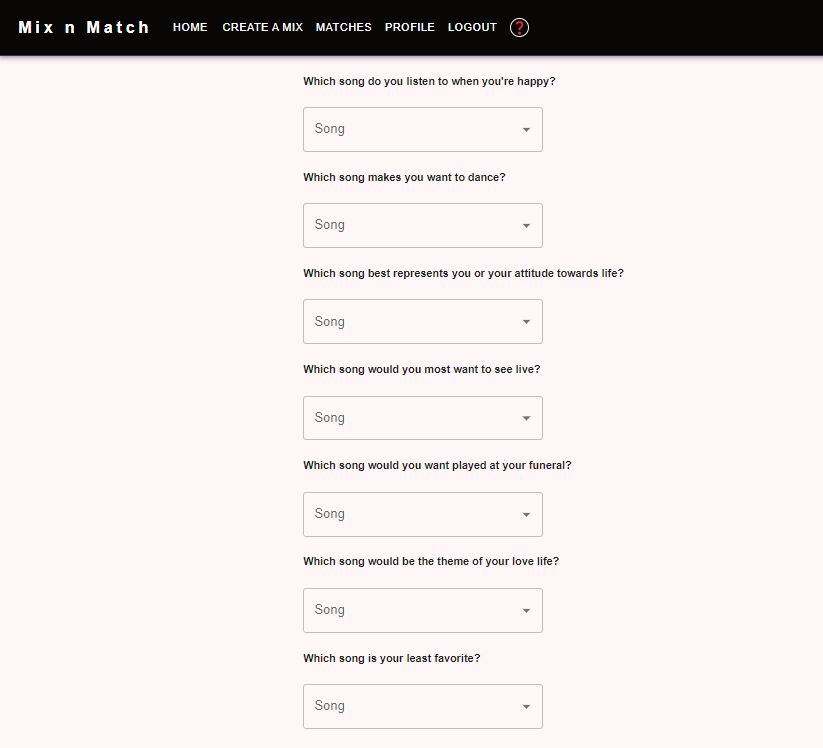 Mix n Match HOME CREATE A MIX MATCHES PROFILE LOGOUT ?
Which song do you listen to when you're happy?
Song
Which song makes you want to dance?
Song
Which song best represents you or your attitude towards life?
Song
Which song would you most want to see live?
Song
Which song would you want played at your funeral?
Song
Which song would be the theme of your love life?
Song
Which song is your least favorite?
Song